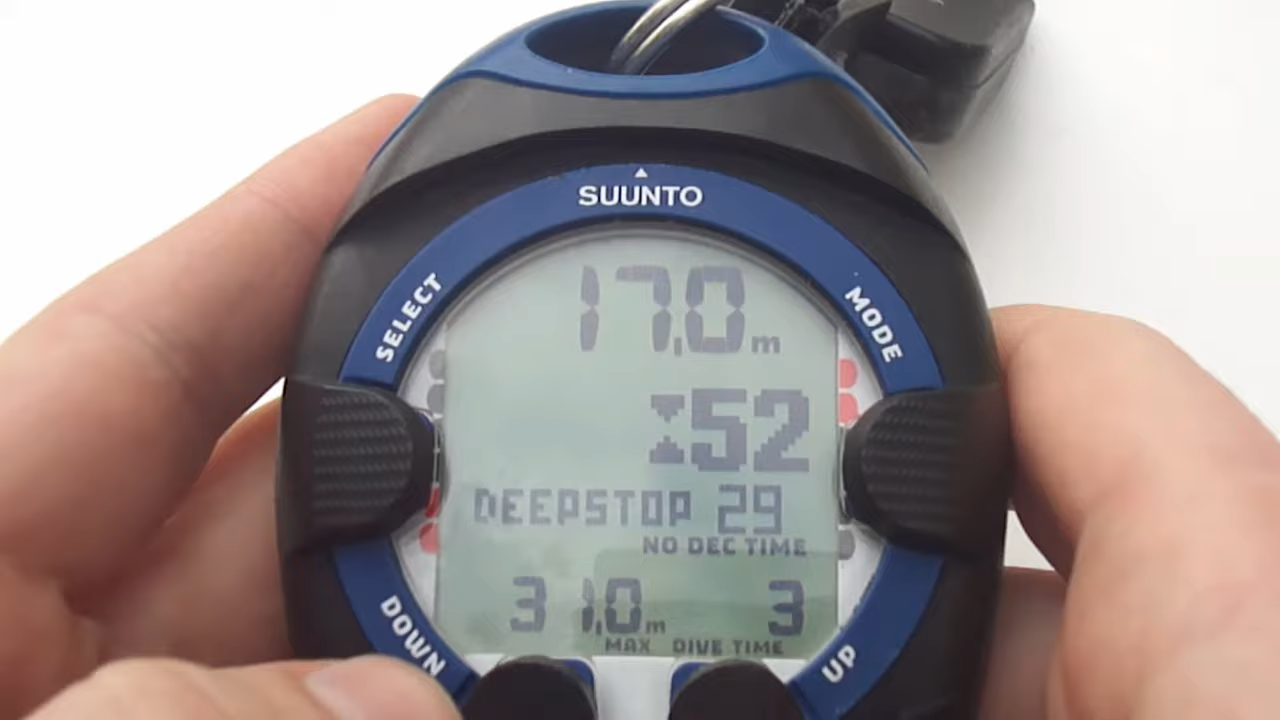 SUUNTO
SELECT
MODE
17,0 m
52
DEEPSTOP 29
NO DEC TIME
3 1,0 m 3
MAX DIVE TIME
DOWN
UP